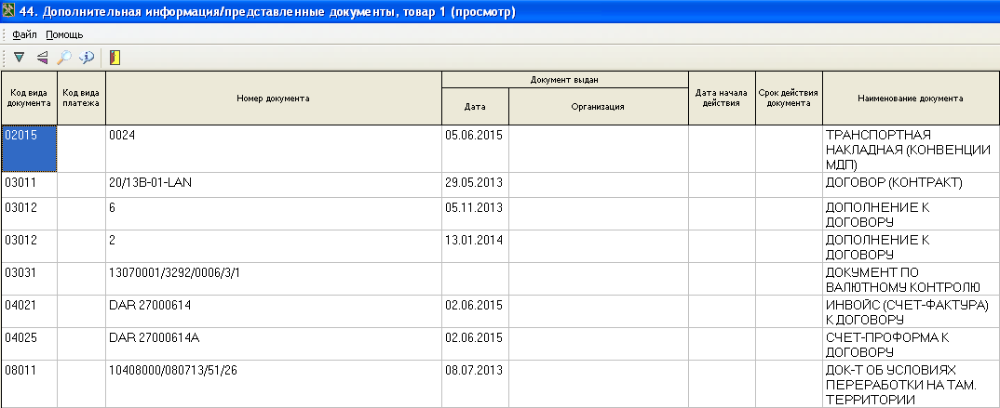 44. Дополнительная информация/представленные документы, товар 1 (просмотр)
Файл Помощь
Код вида документа Код вида платежа Номер документа Документ выдан Дата Организация Дата начала действия Срок действия документа Наименование документа
02015 0024 05.06.2015 ТРАНСПОРТНАЯ
НАКЛАДНАЯ (КОНВЕНЦИИ
МДП)
03011 20/13B-01-LAN 29.05.2013 ДОГОВОР (КОНТРАКТ)
03012 6 05.11.2013 ДОПОЛНЕНИЕ К
ДОГОВОРУ
03012 2 13.01.2014 ДОПОЛНЕНИЕ К
ДОГОВОРУ
03031 13070001/3292/0006/3/1 ДОКУМЕНТ ПО
ВАЛЮТНОМУ КОНТРОЛЮ
04021 DAR 27000614 02.06.2015 ИНВОЙС (СЧЕТ-ФАКТУРА)
К ДОГОВОРУ
04025 DAR 27000614A 02.06.2015 СЧЕТ-ПРОФОРМА К
ДОГОВОРУ
08011 10408000/080713/51/26 08.07.2013 ДОК-Т ОБ УСЛОВИЯХ
ПЕРЕРАБОТКИ НА ТАМ.
ТЕРРИТОРИИ